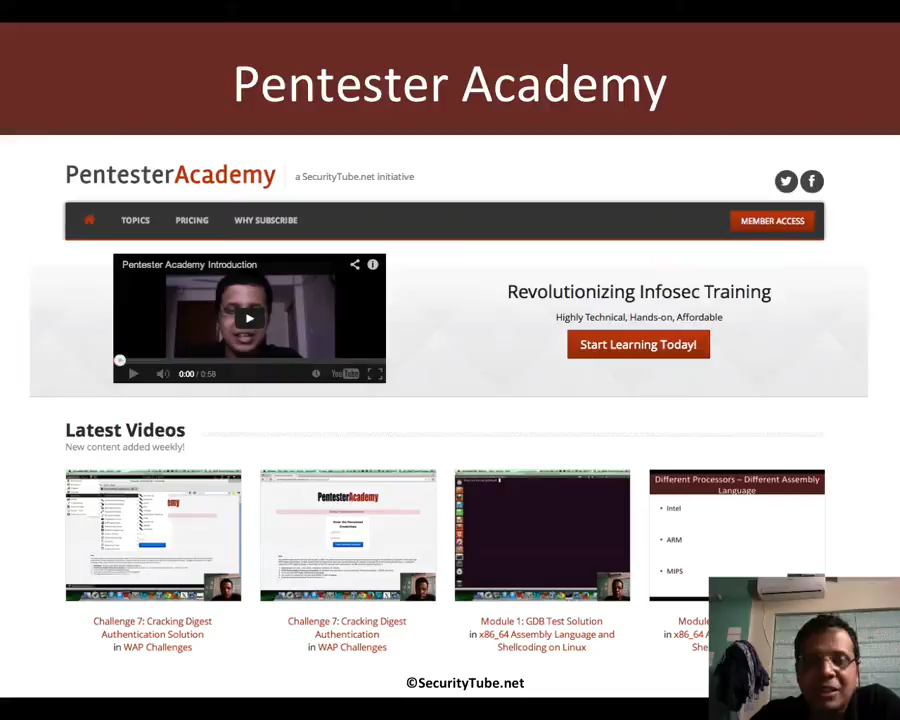 Pentester Academy
PentesterAcademy
a SecurityTube.net initiative
TOPICS
PRICING
WHY SUBSCRIBE
MEMBER ACCESS
Pentester Academy Introduction
0:00 / 0:58
YouTube
Revolutionizing Infosec Training
Highly Technical, Hands-on, Affordable
Start Learning Today!
Latest Videos
New content added weekly!
PentesterAcademy
Different Processors – Different Assembly
Language
• Intel
• ARM
• MIPS
Challenge 7: Cracking Digest
Authentication Solution
in WAP Challenges
Challenge 7: Cracking Digest
Authentication
in WAP Challenges
Module 1: GDB Test Solution
in x86_64 Assembly Language and
Shellcoding on Linux
in x86_64
©SecurityTube.net